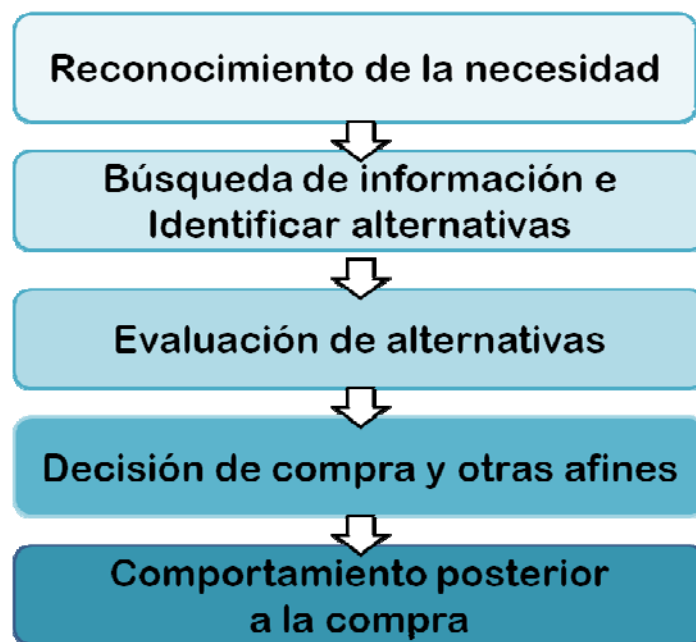 Reconocimiento de la necesidad
Búsqueda de información e
Identificar alternativas
Evaluación de alternativas
Decisión de compra y otras afines
Comportamiento posterior
a la compra